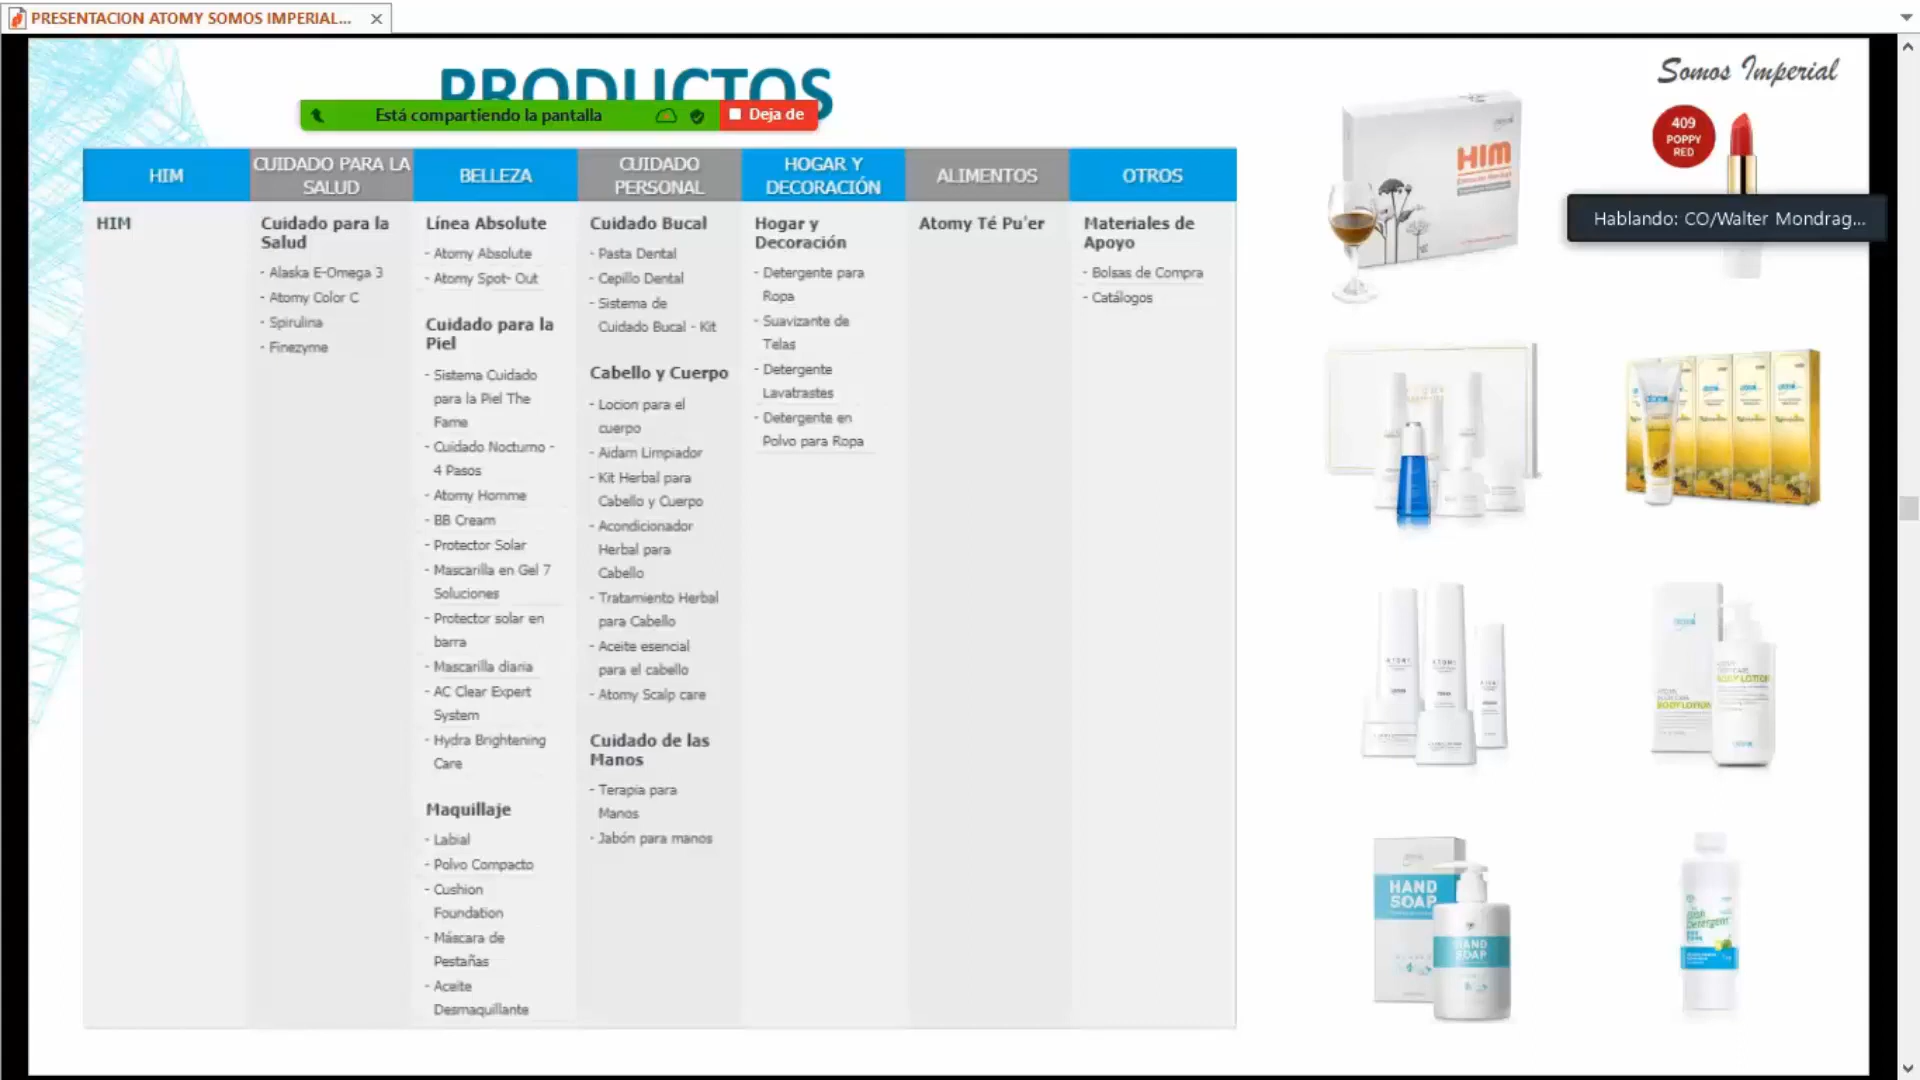 PRESENTACION ATOMY SOMOS IMPERIAL...
PRODUCTOS
Está compartiendo la pantalla
Deja de
Somos Imperial
HIM
CUIDADO PARA LA
SALUD
BELLEZA
CUIDADO
PERSONAL
HOGAR Y
DECORACIÓN
ALIMENTOS
OTROS
HIM
Cuidado para la
Salud
- Alaska E-Omega 3
- Atomy Color C
- Spirulina
- Finezyme
Línea Absolute
- Atomy Absolute
- Atomy Spot- Out
Cuidado para la
Piel
- Sistema Cuidado
para la Piel The
Fame
- Cuidado Nocturno -
4 Pasos
- Atomy Homme
- BB Cream
- Protector Solar
- Mascarilla en Gel 7
Soluciones
- Protector solar en
barra
- Mascarilla diaria
- AC Clear Expert
System
- Hydra Brightening
Care
Maquillaje
- Labial
- Polvo Compacto
- Cushion
Foundation
- Máscara de
Pestañas
- Aceite
Desmaquillante
Cuidado Bucal
- Pasta Dental
- Cepillo Dental
- Sistema de
Cuidado Bucal - Kit
Cabello y Cuerpo
- Locion para el
cuerpo
- Aidam Limpiador
- Kit Herbal para
Cabello y Cuerpo
- Acondicionador
Herbal para
Cabello
- Tratamiento Herbal
para Cabello
- Aceite esencial
para el cabello
- Atomy Scalp care
Cuidado de las
Manos
- Terapia para
Manos
- Jabón para manos
Hogar y
Decoración
- Detergente para
Ropa
- Suavizante de
Telas
- Detergente
Lavatrastes
- Detergente en
Polvo para Ropa
Atomy Té Pu'er
Materiales de
Apoyo
- Bolsas de Compra
- Catálogos
HIM
409
POPPY
RED
Hablando: CO/Walter Mondrag...
BODY LOTION
BODY LOTION
HAND
SOAP
HAND
SOAP
Dish
Detergent